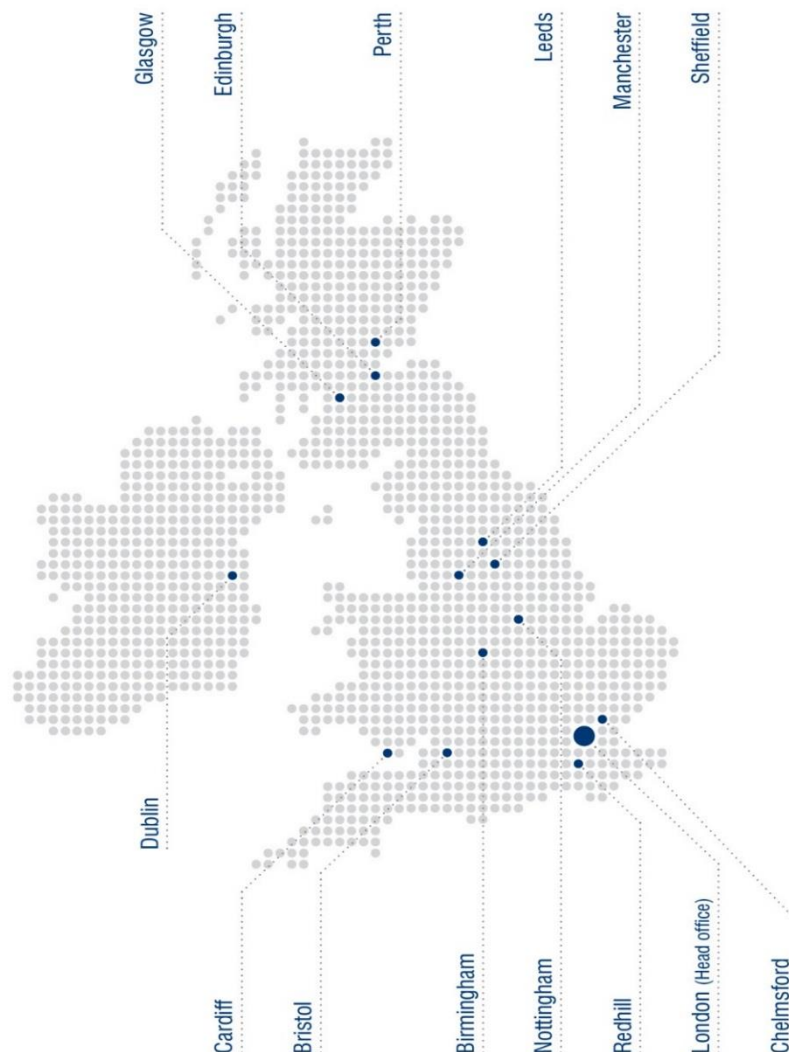 Glasgow
Edinburgh
Perth
Leeds
Manchester
Sheffield
Dublin
Cardiff
Bristol
Birmingham
Nottingham
Redhill
London (Head office)
Chelmsford